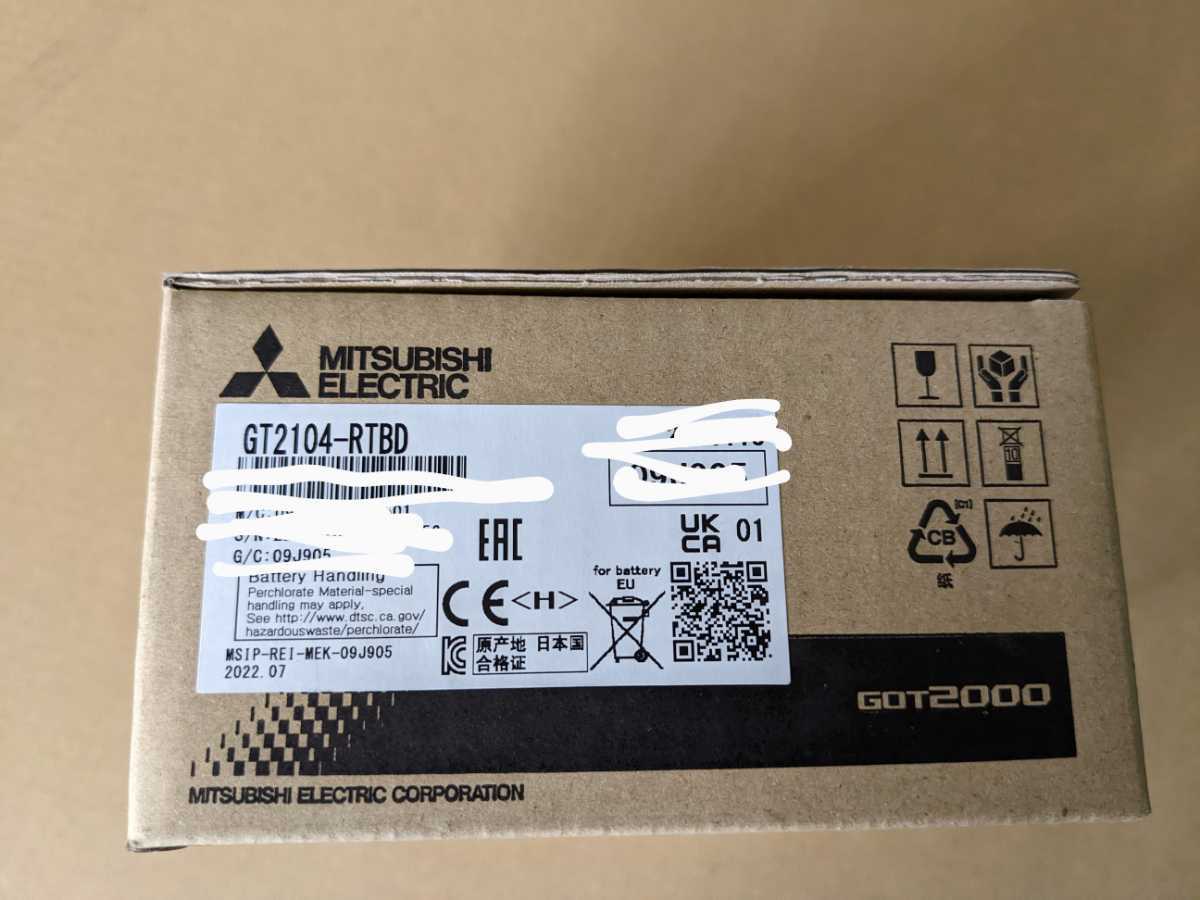 MITSUBISHI
ELECTRIC
GT2104-RTBD
G/C:09J905
EAC
UK
CA 01
Battery Handling
Perchlorate Material-special
handling may apply.
See http://www.dtsc.ca.gov/
hazardouswaste/perchlorate/
CE <H>
for battery
EU
原产地 日本国
合格证
MSIP-REI-MEK-09J905
2022.07
10
[C1]
CB
纸
GOT2000
MITSUBISHI ELECTRIC CORPORATION